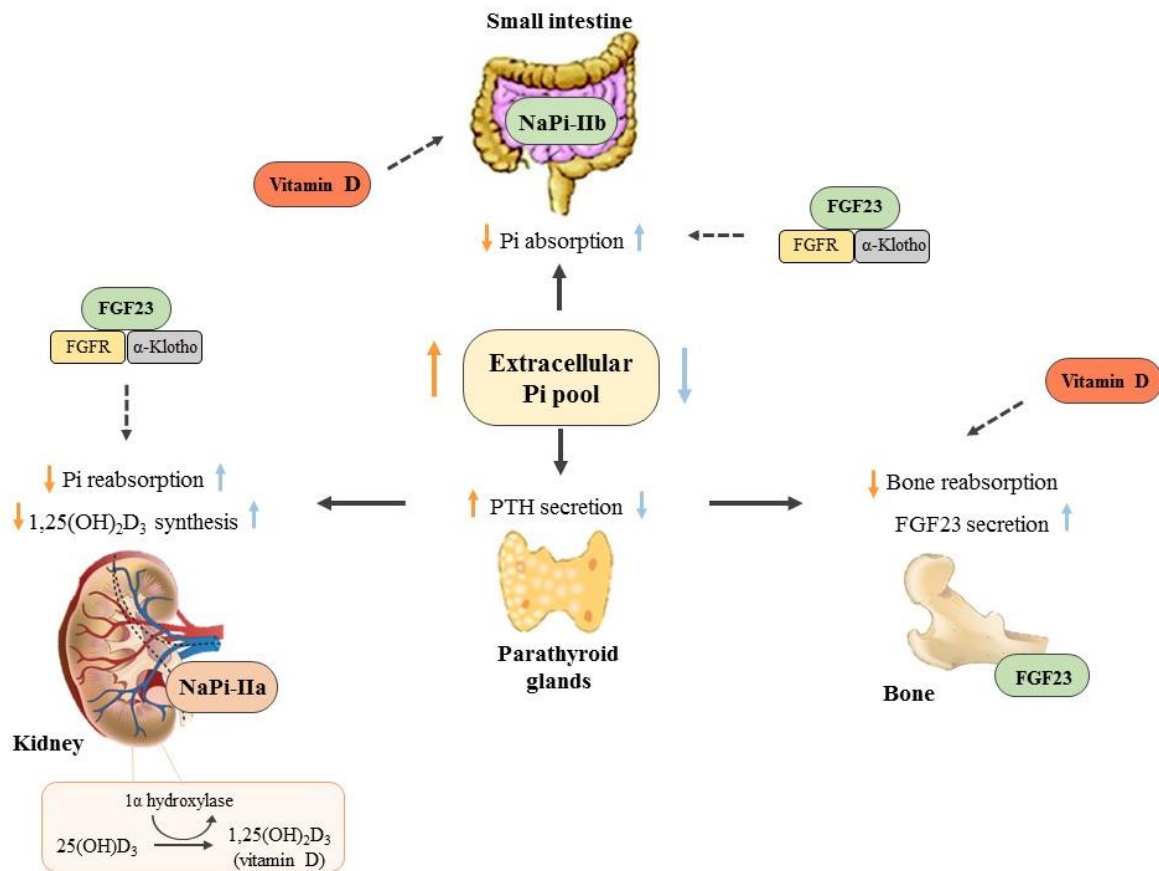 Small intestine
NaPi-IIb
Vitamin D
FGF23
FGFR
α-Klotho
Pi absorption
FGF23
FGFR
α-Klotho
Extracellular
Pi pool
Vitamin D
Pi reabsorption
1,25(OH)₂D₃ synthesis
PTH secretion
Bone reabsorption
FGF23 secretion
Parathyroid
glands
NaPi-IIa
Kidney
FGF23
Bone
1α hydroxylase
25(OH)D₃
1,25(OH)₂D₃
(vitamin D)